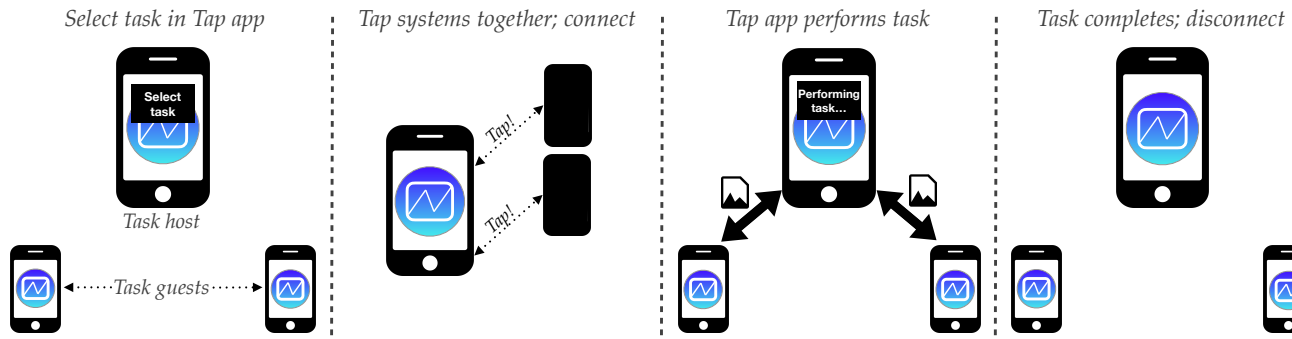 Select task in Tap app
Select
task
Task host
Task guests
Tap systems together; connect
Tap!
Tap!
Tap app performs task
Performing
task…
Task completes; disconnect